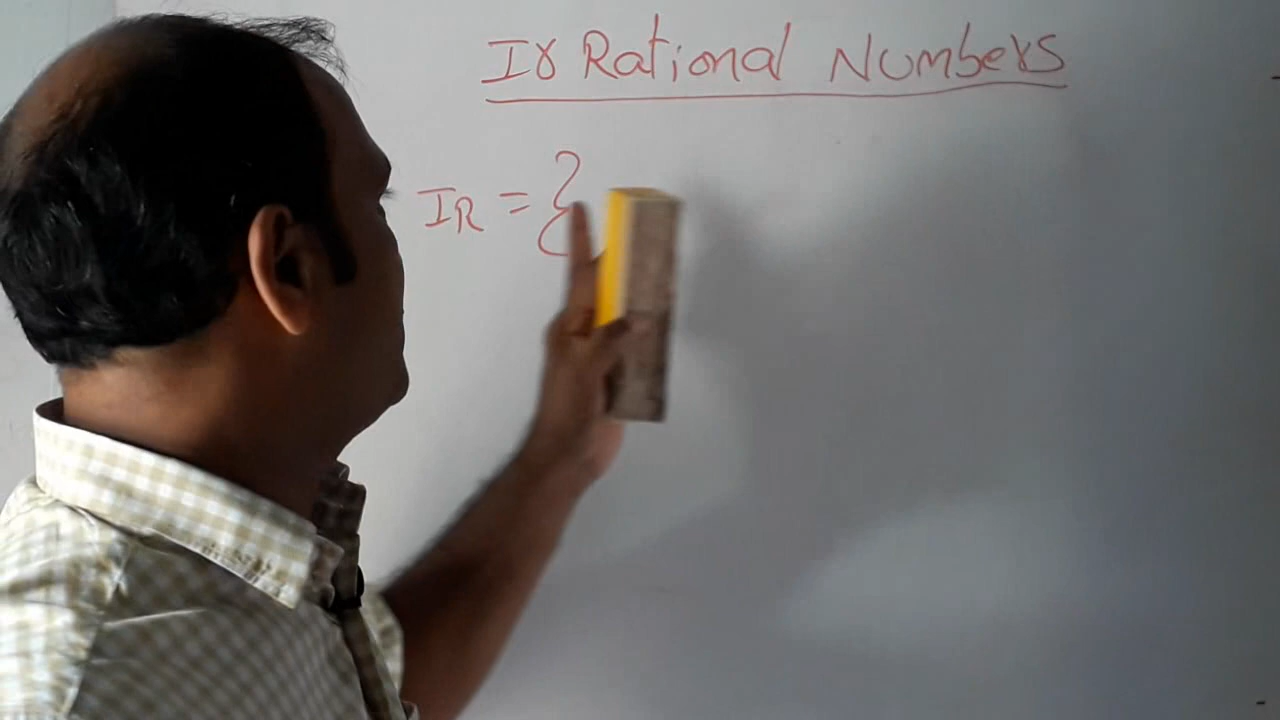 Ir Rational Numbers
IR = {